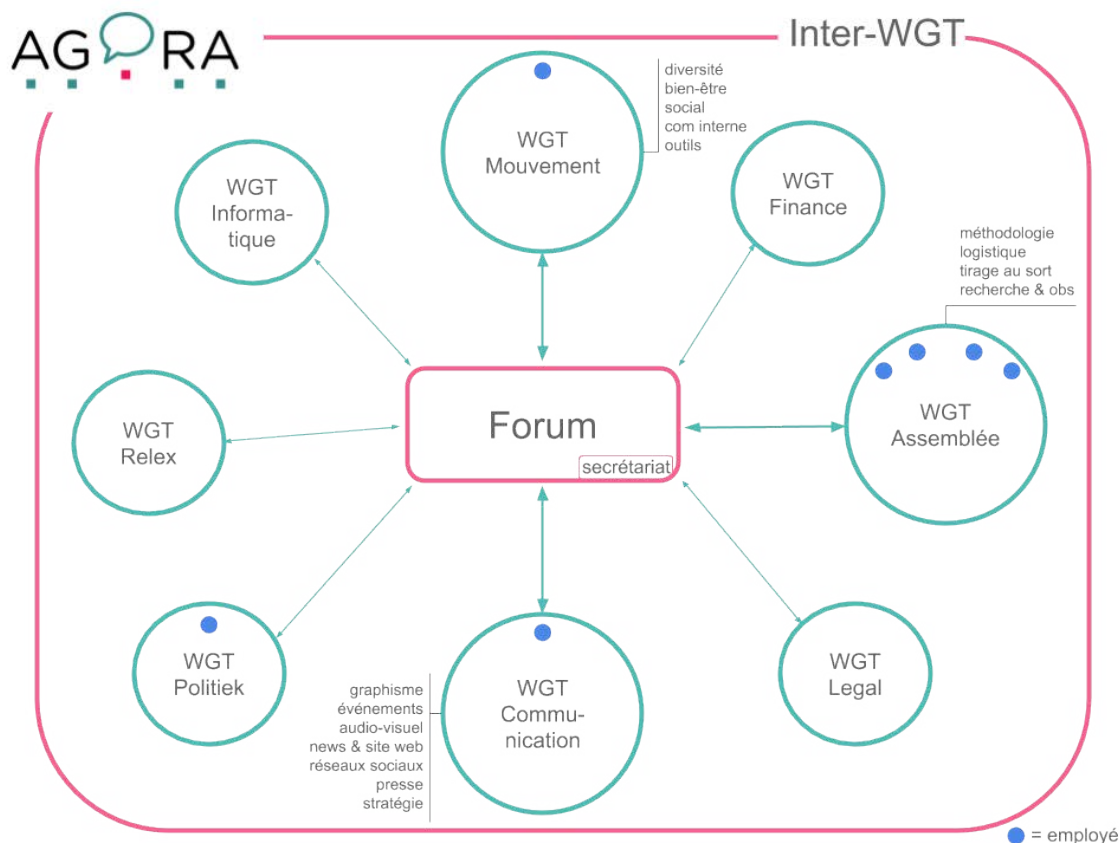 AGORA
Inter-WGT
WGT
Mouvement
diversité
bien-être
social
com interne
outils
WGT
Finance
WGT
Informa-
tique
méthodologie
logistique
tirage au sort
recherche & obs
WGT
Assemblée
Forum
secrétariat
WGT
Relex
WGT
Politiek
graphisme
événements
audio-visuel
news & site web
réseaux sociaux
presse
stratégie
WGT
Commu-
nication
WGT
Legal
= employé